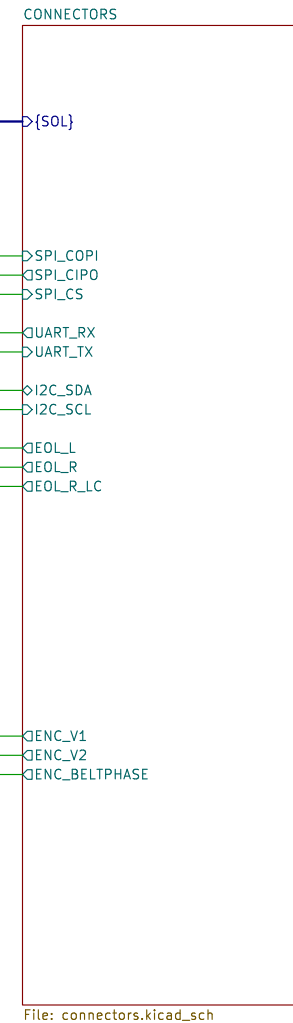 CONNECTORS
{SOL}
SPI_COPI
SPI_CIPO
SPI_CS
UART_RX
UART_TX
I2C_SDA
I2C_SCL
EOL_L
EOL_R
EOL_R_LC
ENC_V1
ENC_V2
ENC_BELTPHASE
File: connectors.kicad_sch